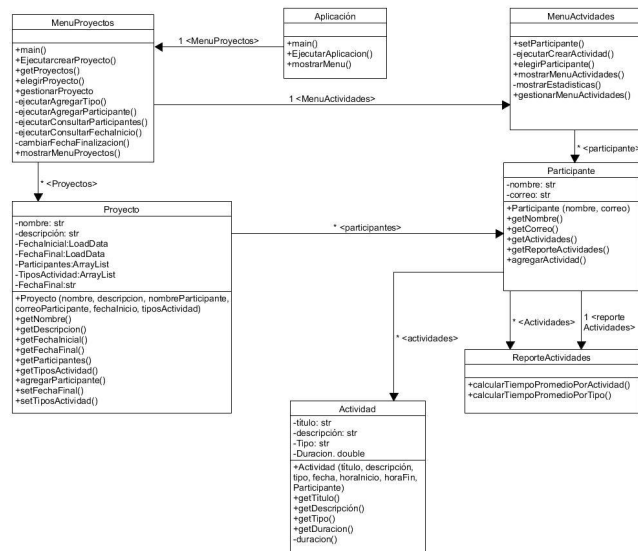 MenuProyectos
+main()
+EjecutarcrearProyecto()
+getProyectos()
+elegirProyecto()
+gestionarProyecto
-ejecutarAgregarTipo()
-ejecutarAgregarParticipante()
-ejecutarConsultarParticipantes()
-ejecutarConsultarFechaInicio()
-cambiarFechaFinalizacion()
+mostrarMenuProyectos()
1 <MenuProyectos>
Aplicación
+main()
+EjecutarAplicacion()
+mostrarMenu()
MenuActvidades
+setParticipante()
-ejecutarCrearActividad()
+elegirParticipante()
+mostrarMenuActividades()
-mostrarEstadisticas()
+gestionarMenuActividades()
1 <MenuActividades>
* <participante>
* <Proyectos>
Proyecto
-nombre: str
-descripción: str
-FechaInicial:LoadData
-FechaFinal:LoadData
-Participantes:ArrayList
-TiposActividad:ArrayList
-FechaFinal:str
+Proyecto (nombre, descripcion, nombreParticipante,
correoParticipante, fechaInicio, tiposActividad)
+getNombre()
+getDescripcion()
+getFechaInicial()
+getFechaFinal()
+getParticipantes()
+getTiposActividad()
+agregarParticipante()
+setFechaFinal()
+setTiposActividad()
* <participantes>
Participante
-nombre: str
-correo: str
+Participante (nombre, correo)
+getNombre()
+getCorreo()
+getActividades()
+getReporteActividades()
+agregarActividad()
* <actividades>
* <Actividades>
1 <reporte
Actividades>
ReporteActividades
+calcularTiempoPromedioPorActividad()
+calcularTiempoPromedioPorTipo()
Actividad
-título: str
-descripción: str
-Tipo: str
-Duracion. double
+Actividad (título, descripción,
tipo, fecha, horaInicio, horaFin,
Participante)
+getTitulo()
+getDescripción()
+getTipo()
+getDuracion()
-duracion()